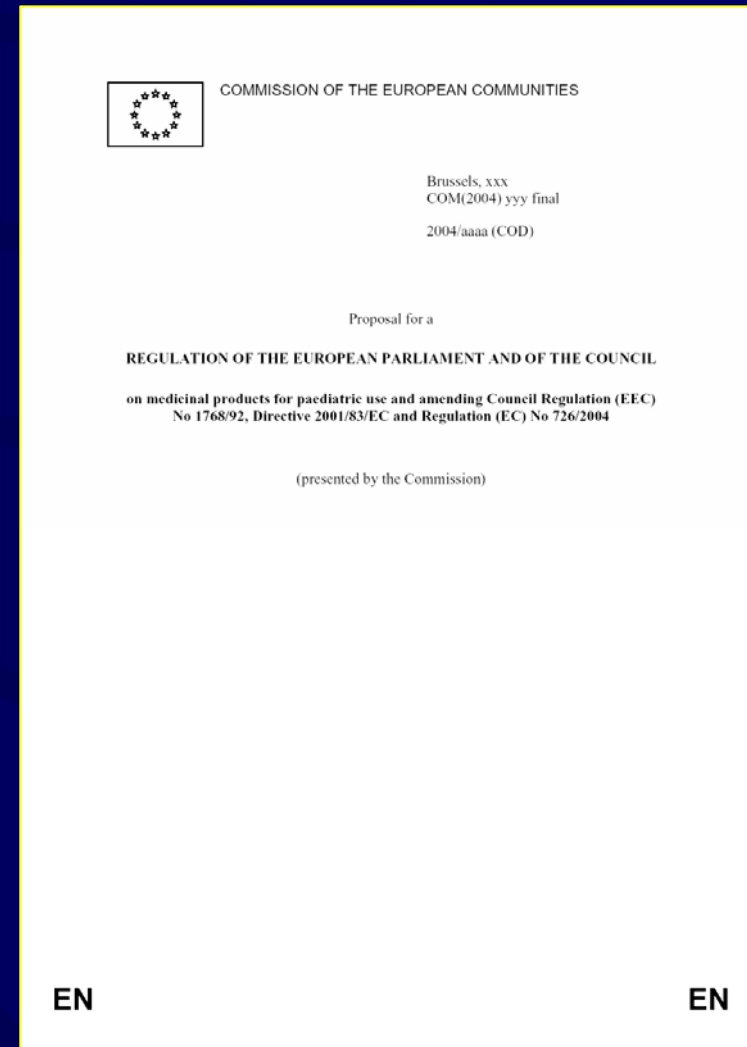 COMMISSION OF THE EUROPEAN COMMUNITIES
Brussels, xxx
COM(2004) yyy final
2004/aaaa (COD)
Proposal for a
REGULATION OF THE EUROPEAN PARLIAMENT AND OF THE COUNCIL
on medicinal products for paediatric use and amending Council Regulation (EEC)
No 1768/92, Directive 2001/83/EC and Regulation (EC) No 726/2004
(presented by the Commission)
EN EN